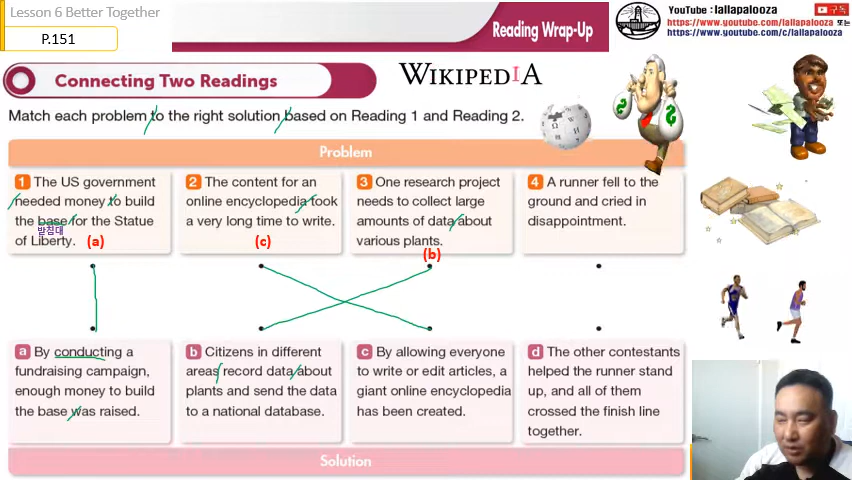 Lesson 6 Better Together
P.151
Reading Wrap-Up
YouTube : lallapalooza
구독
https://www.youtube.com/lallapalooza 또는
https://www.youtube.com/c/lallapalooza
Connecting Two Readings
WIKIPEDIA
Match each problem to the right solution based on Reading 1 and Reading 2.
Problem
1 The US government
needed money to build
the base for the Statue
받침대
of Liberty. (a)
2 The content for an
online encyclopedia took
a very long time to write.
(c)
3 One research project
needs to collect large
amounts of data about
various plants.
(b)
4 A runner fell to the
ground and cried in
disappointment.
a By conducting a
fundraising campaign,
enough money to build
the base was raised.
b Citizens in different
areas record data about
plants and send the data
to a national database.
c By allowing everyone
to write or edit articles, a
giant online encyclopedia
has been created.
d The other contestants
helped the runner stand
up, and all of them
crossed the finish line
together.
Solution